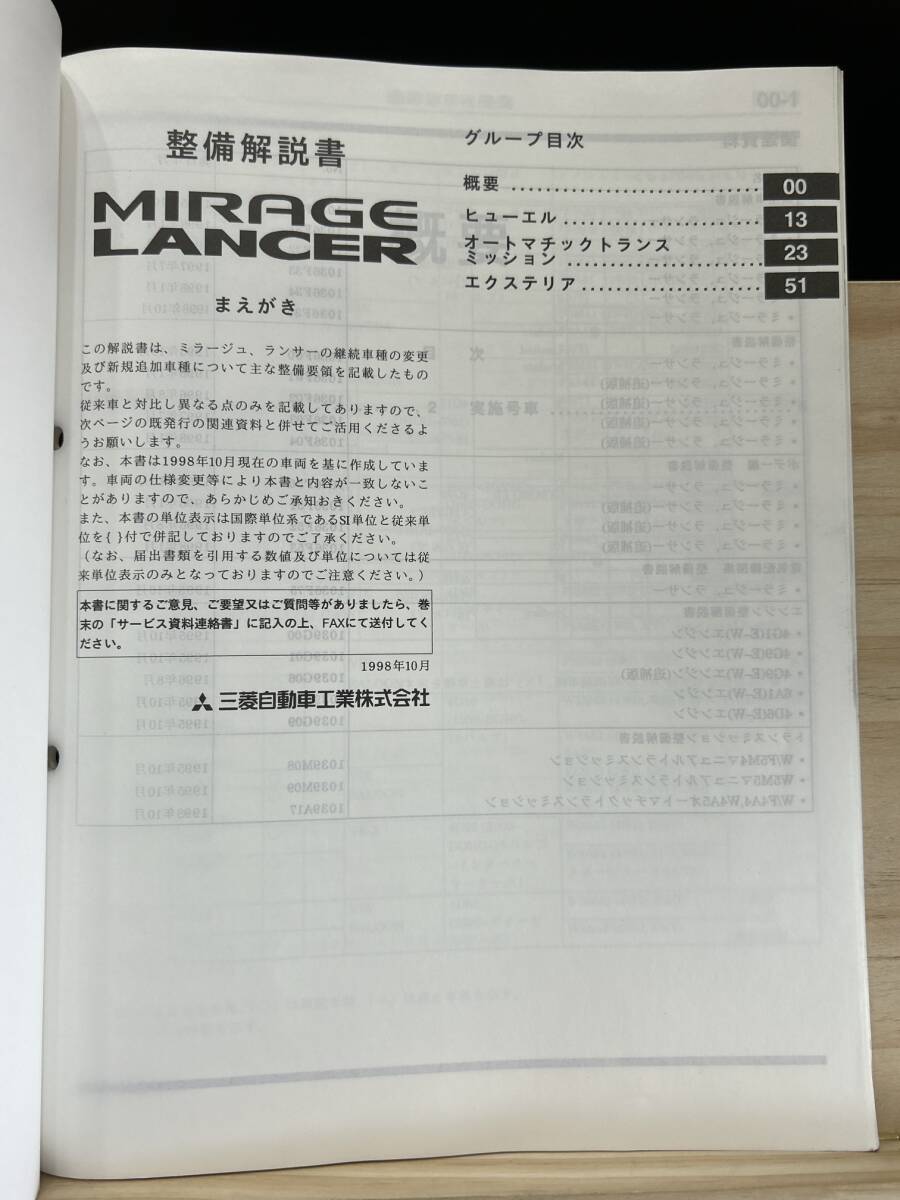 整備解説書
MIRAGE
LANCER
まえがき
この解説書は、ミラージュ、ランサーの継続車種の変更
及び新規追加車種について主な整備要領を記載したもの
です。
従来車と対比し異なる点のみを記載してありますので、
次ページの既発行の関連資料と併せてご活用くださるよ
うお願いします。
なお、本書は1998年10月現在の車両を基に作成していま
す。車両の仕様変更等により本書と内容が一致しないこ
とがありますので、あらかじめご承知おきください。
また、本書の単位表示は国際単位系であるSI単位と従来単
位を{ }付で併記しておりますのでご了承ください。
(なお、届出書類を引用する数値及び単位については従
来単位表示のみとなっておりますのでご注意ください。)
本書に関するご意見、ご要望又はご質問等がありましたら、巻
末の「サービス資料連絡書」に記入の上、FAXにて送付してく
ださい。
1998年10月
三菱自動車工業株式会社
グループ目次
概要 ................................ 00
ヒューエル ........................ 13
オートマチックトランス
ミッション ........................ 23
エクステリア ...................... 51